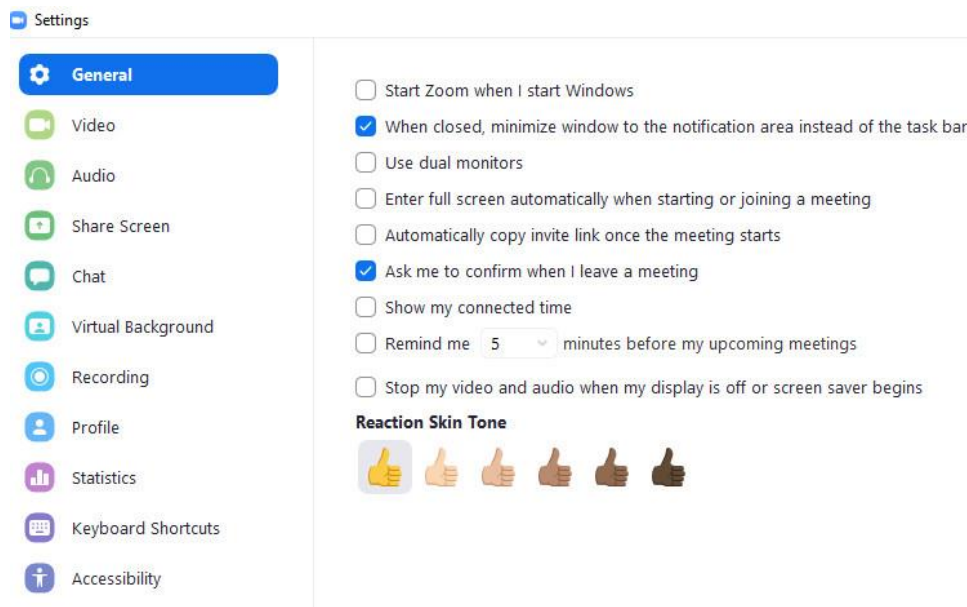 Settings
General
Video
Audio
Share Screen
Chat
Virtual Background
Recording
Profile
Statistics
Keyboard Shortcuts
Accessibility
Start Zoom when I start Windows
When closed, minimize window to the notification area instead of the task bar
Use dual monitors
Enter full screen automatically when starting or joining a meeting
Automatically copy invite link once the meeting starts
Ask me to confirm when I leave a meeting
Show my connected time
Remind me 5 minutes before my upcoming meetings
Stop my video and audio when my display is off or screen saver begins
Reaction Skin Tone